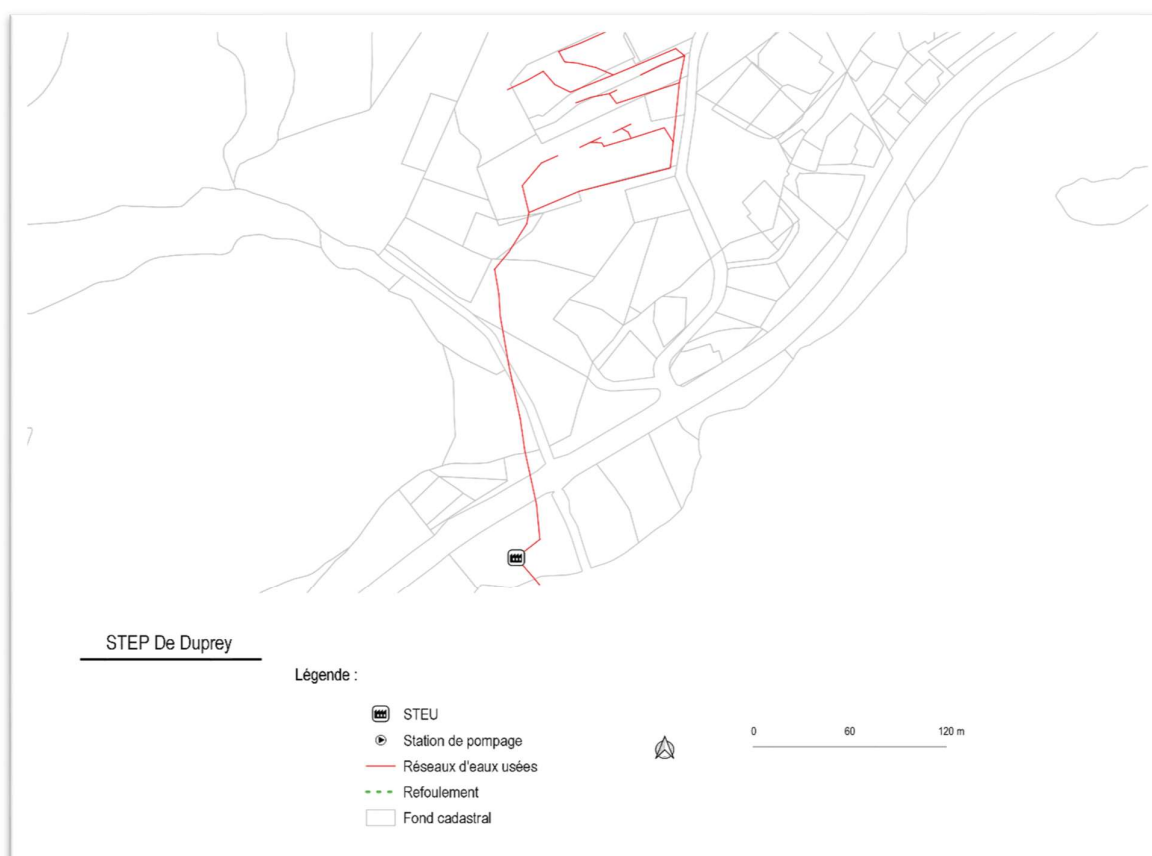 STEP De Duprey
Légende :
STEU
Station de pompage
Réseaux d'eaux usées
Refoulement
Fond cadastral
0 60 120 m